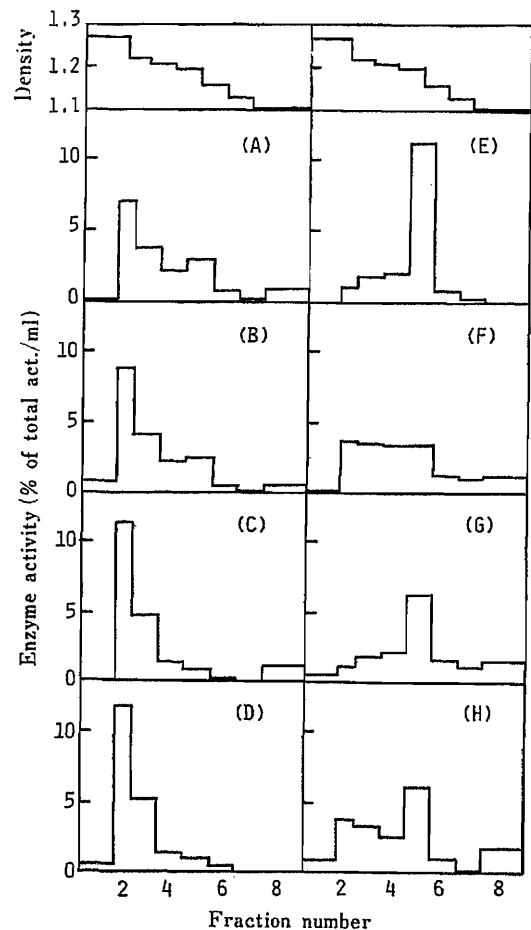 Density
1.3
1.2
1.1
Enzyme activity (% of total act./ml)
10
5
0
(A)
(E)
10
5
0
(B)
(F)
10
5
0
(C)
(G)
10
5
0
(D)
(H)
2 4 6 8
2 4 6 8
Fraction number